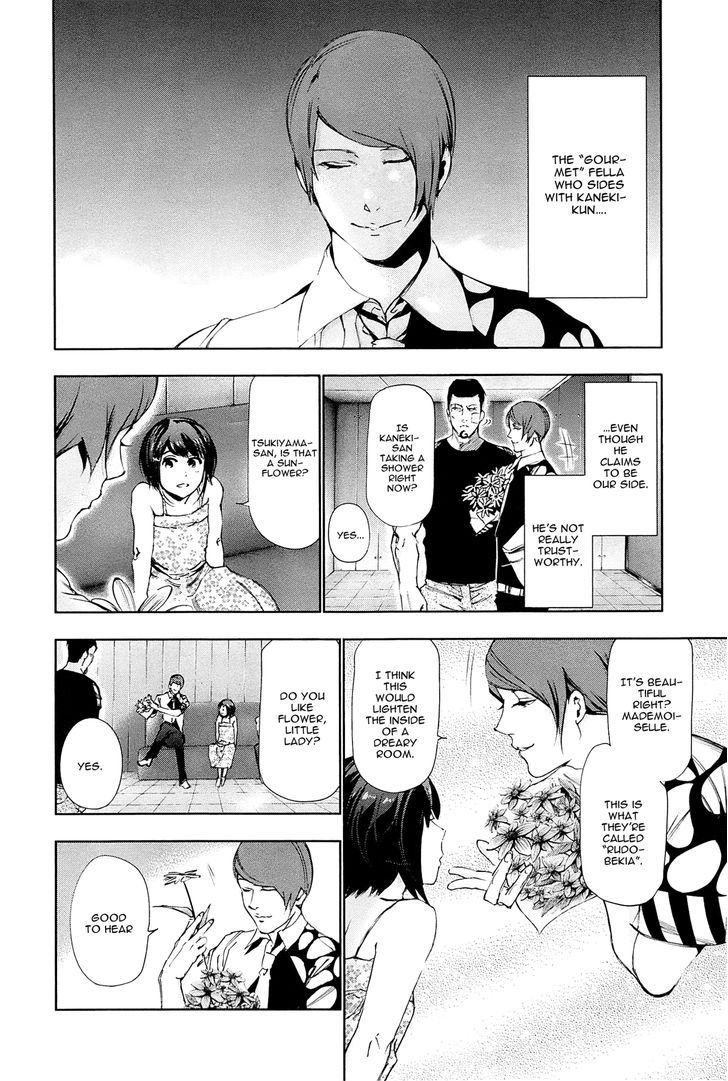 THE "GOUR-
MET" FELLA
WHO SIDES
WITH KANEKI-
KUN....
...EVEN
THOUGH
HE
CLAIMS
TO BE
OUR SIDE.
HE'S NOT
REALLY
TRUST-
WORTHY.
IS
KANEKI-
SAN
TAKING A
SHOWER
RIGHT
NOW?
YES...
TSUKIYAMA-
SAN, IS THAT
A SUN-
FLOWER?
IT'S BEAU-
TIFUL
RIGHT?
MADEMOI-
SELLE.
THIS IS
WHAT
THEY'RE
CALLED
"RUDO-
BEKIA".
I THINK
THIS
WOULD
LIGHTEN
THE INSIDE
OF A
DREARY
ROOM.
DO YOU
LIKE
FLOWER,
LITTLE
LADY?
YES.
GOOD
TO HEAR